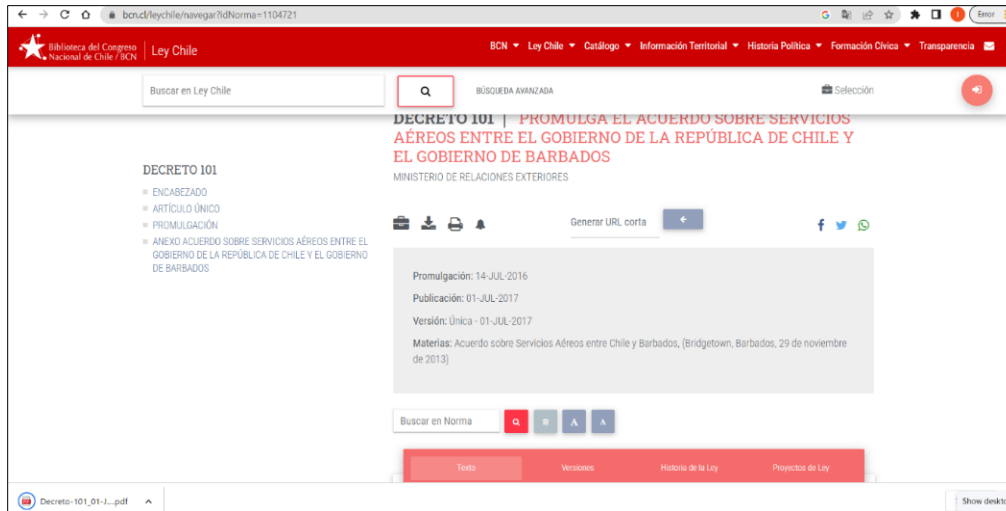 bcn.cl/leychile/navegar?idNorma=1104721
Error
Biblioteca del Congreso
Nacional de Chile / BCN
Ley Chile
BCN
Ley Chile
Catálogo
Información Territorial
Historia Política
Formación Cívica
Transparencia
Buscar en Ley Chile
BÚSQUEDA AVANZADA
Selección
DECRETO 101 | PROMULGA EL ACUERDO SOBRE SERVICIOS
AÉREOS ENTRE EL GOBIERNO DE LA REPÚBLICA DE CHILE Y
EL GOBIERNO DE BARBADOS
MINISTERIO DE RELACIONES EXTERIORES
DECRETO 101
ENCABEZADO
ARTÍCULO ÚNICO
PROMULGACIÓN
ANEXO ACUERDO SOBRE SERVICIOS AÉREOS ENTRE EL
GOBIERNO DE LA REPÚBLICA DE CHILE Y EL GOBIERNO
DE BARBADOS
Generar URL corta
Promulgación: 14-JUL-2016
Publicación: 01-JUL-2017
Versión: Única - 01-JUL-2017
Materias: Acuerdo sobre Servicios Aéreos entre Chile y Barbados, (Bridgetown, Barbados, 29 de noviembre
de 2013)
Buscar en Norma
A
A
Texto
Versiones
Historia de la Ley
Proyectos de Ley
Decreto-101_01-J....pdf
Show deskto